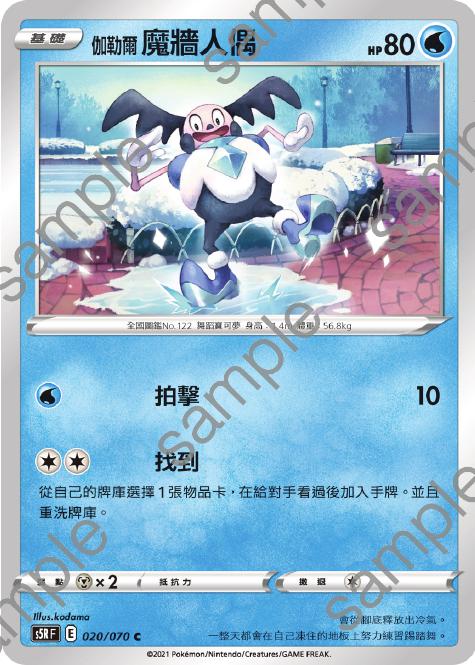 基礎 伽勒爾 魔牆人偶 HP80
全國圖鑑No.122 舞蹈寶可夢 身高:1.4m 體重:56.8kg
拍擊 10
找到
從自己的牌庫選擇1張物品卡,在給對手看過後加入手牌。並且
重洗牌庫。
弱點 ×2 抵抗力 撤退
Illus.kodama
S5R F E 020/070 C
會從腳底釋放出冷氣。
一整天都會在自己凍住的地板上努力練習踢踏舞。
©2021 Pokémon/Nintendo/Creatures/GAME FREAK.
sample
sample
sample
sample
sample
sample
sample